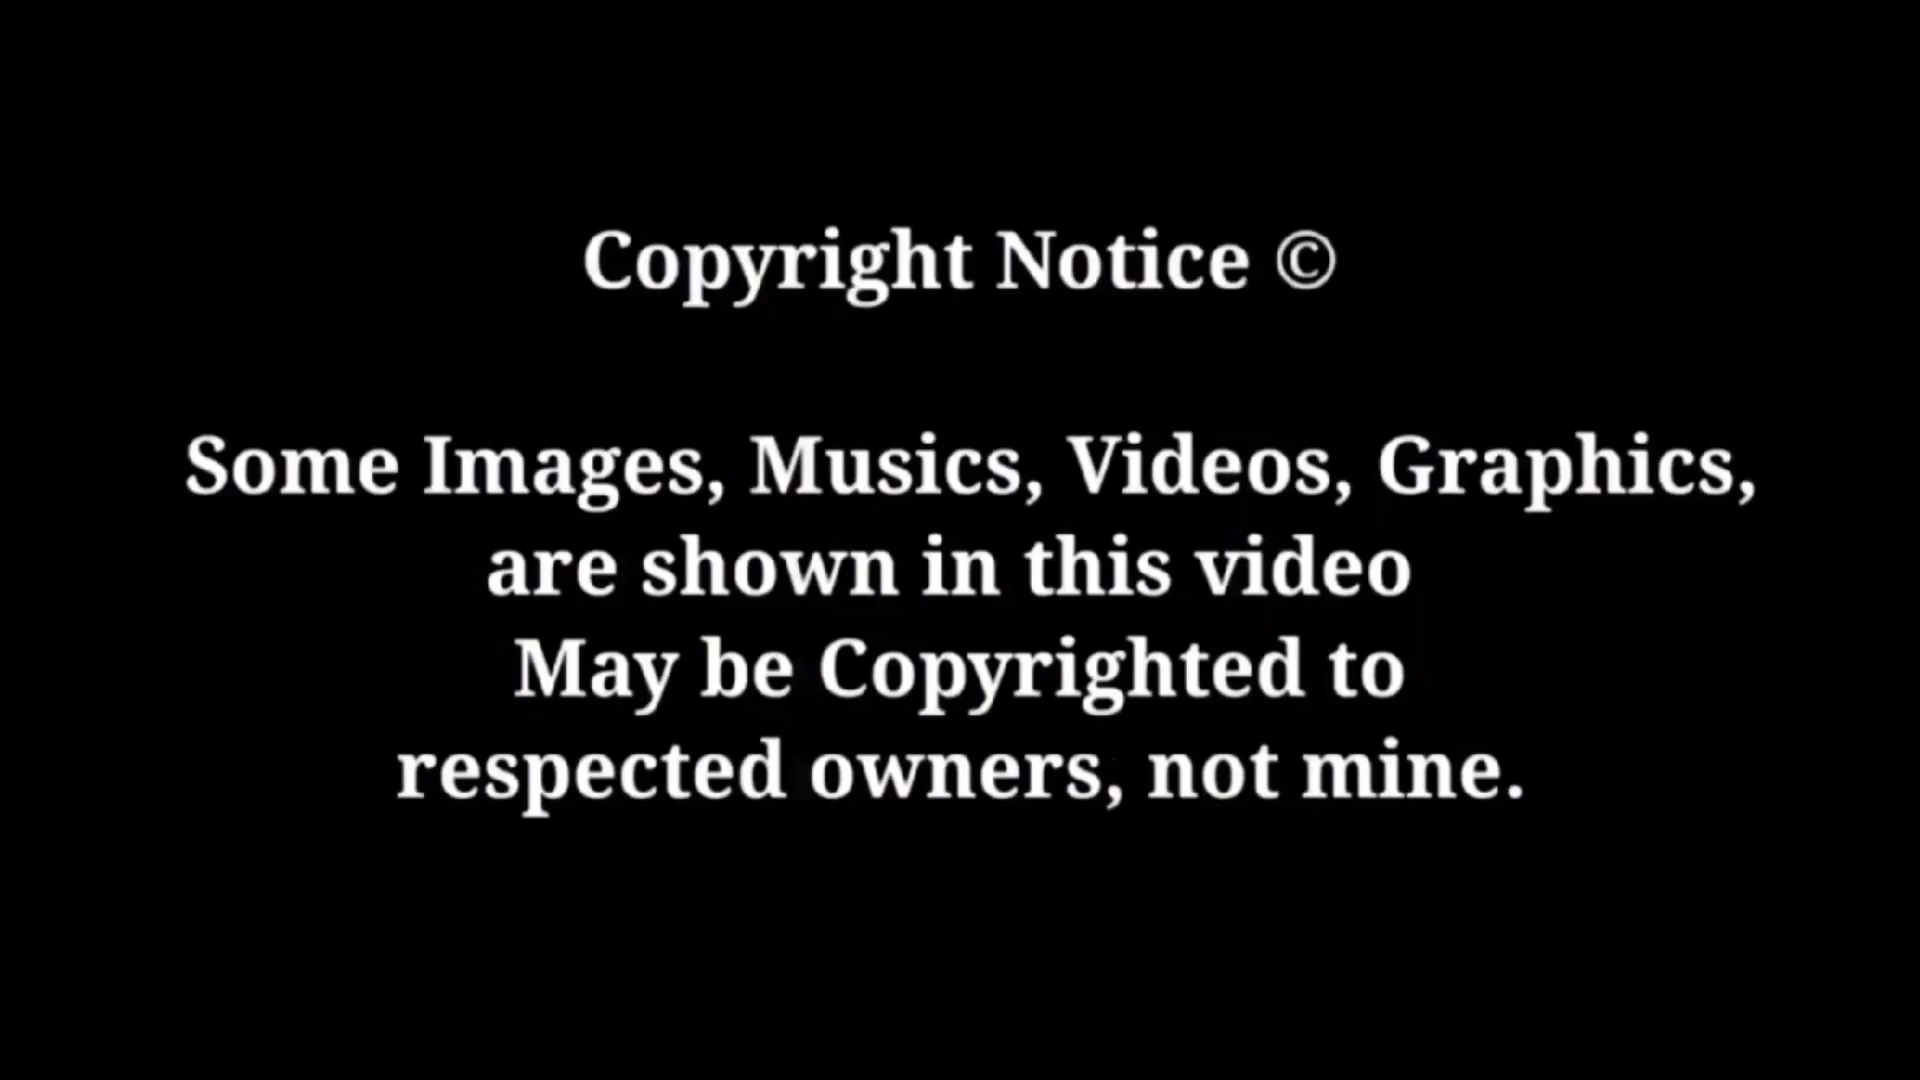 Copyright Notice ©
Some Images, Musics, Videos, Graphics,
are shown in this video
May be Copyrighted to
respected owners, not mine.